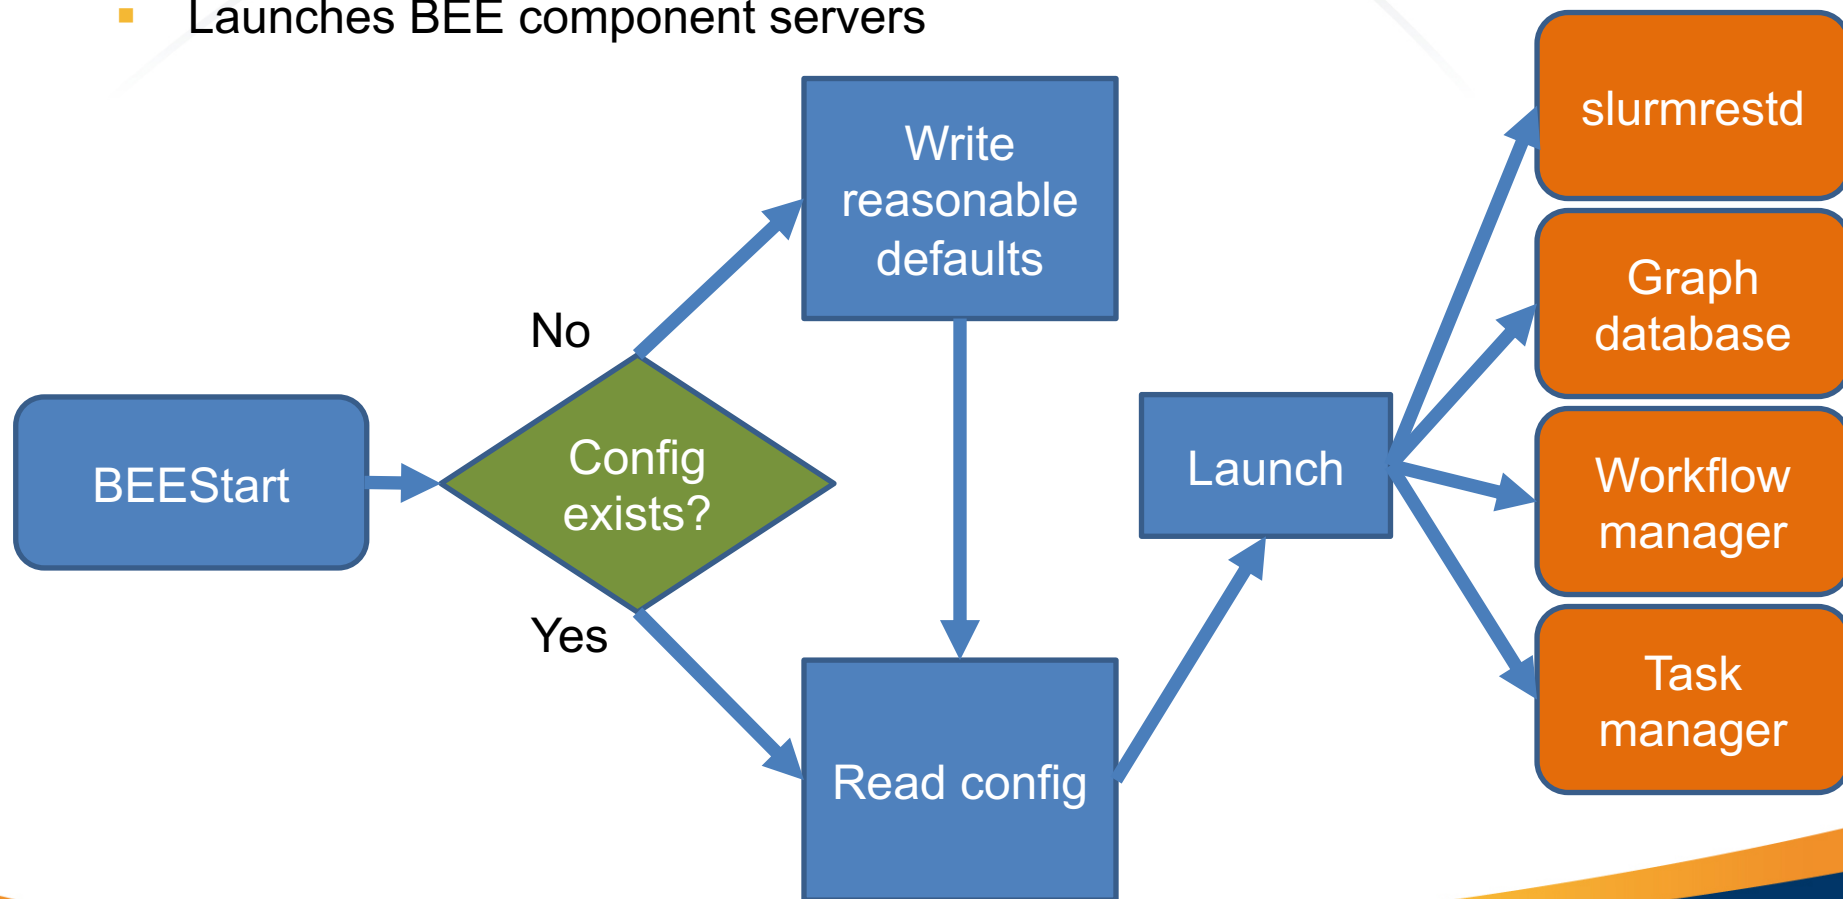 Launches BEE component servers
slurmrestd
Write
reasonable
defaults
Graph
database
No
BEEStart
Config
exists?
Launch
Workflow
manager
Yes
Read config
Task
manager